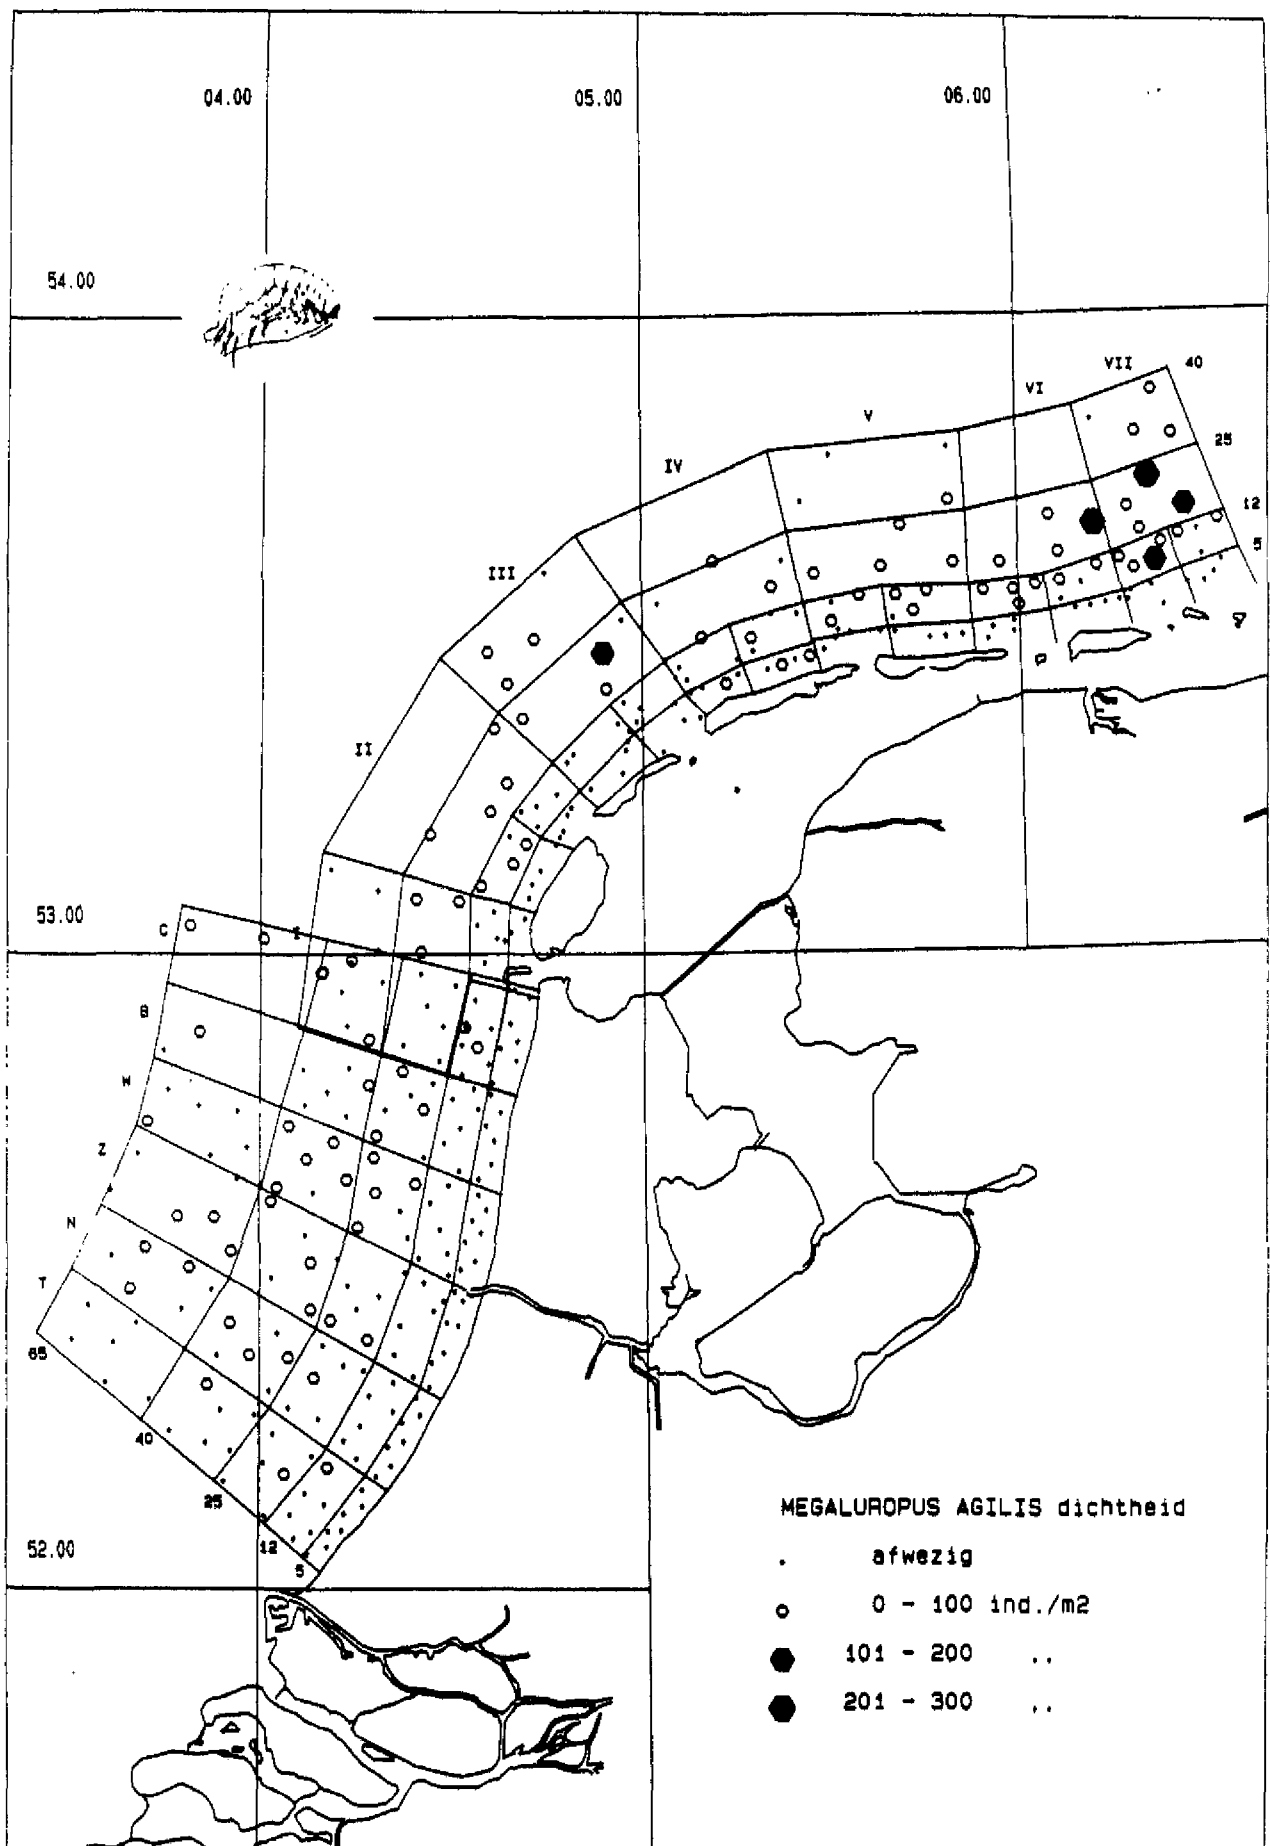 04.00
05.00
06.00
54.00
VII
40
VI
V
25
IV
12
5
III
II
53.00
C
I
B
W
Z
N
T
65
40
25
12
52.00
5
MEGALUROPUS AGILIS dichtheid
. afwezig
0 - 100 ind./m2
101 - 200 ..
201 - 300 ..